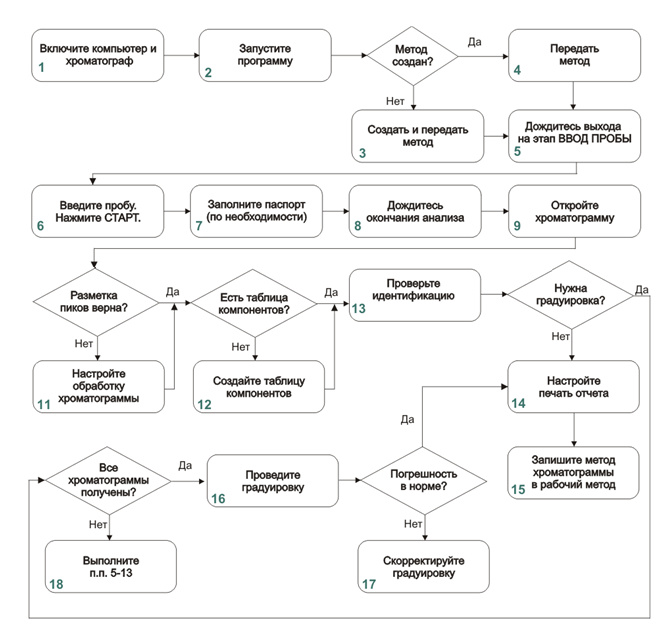 Включите компьютер и
хроматограф
1
Запустите
программу
2
Метод
создан?
Да
Нет
Передать
метод
4
Создать и передать
метод
3
Дождитесь выхода
на этап ВВОД ПРОБЫ
5
Введите пробу.
Нажмите СТАРТ.
6
Заполните паспорт
(по необходимости)
7
Дождитесь
окончания анализа
8
Откройте
хроматограмму
9
Разметка
пиков верна?
Да
Нет
Есть таблица
компонентов?
Да
Нет
Проверьте
идентификацию
13
Нужна
градуировка?
Да
Нет
Настройте
обработку
хроматограммы
11
Создайте таблицу
компонентов
12
Настройте
печать отчета
14
Да
Запишите метод
хроматограммы
в рабочий метод
15
Все
хроматограммы
получены?
Да
Нет
Проведите
градуировку
16
Погрешность
в норме?
Нет
Выполните
п.п. 5-13
18
Скорректируйте
градуировку
17